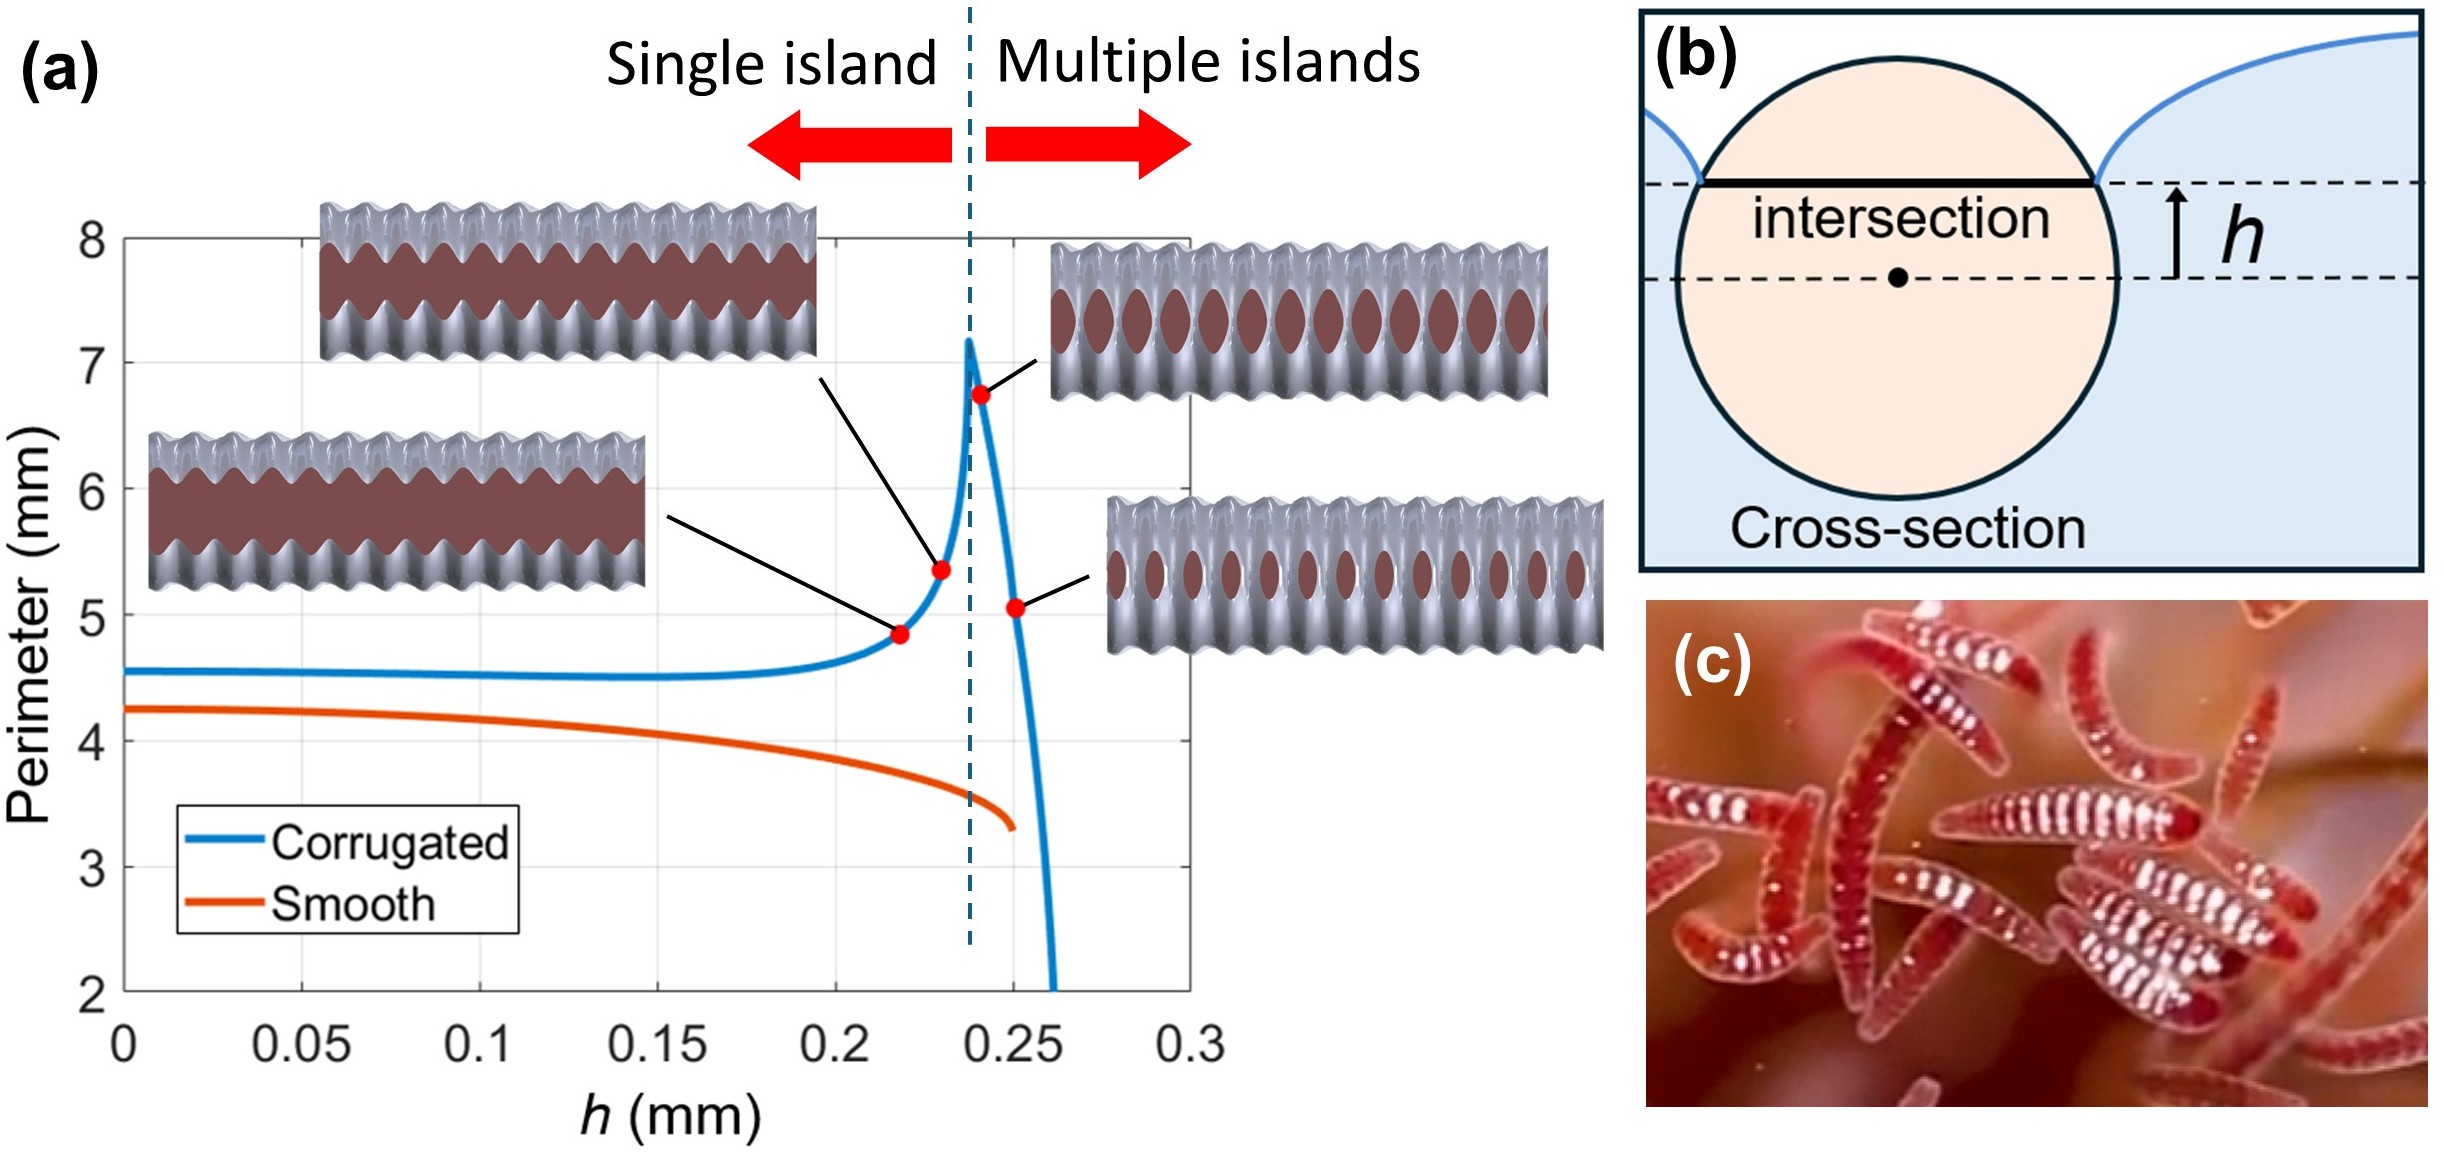 (a)
Single island
Multiple islands
8
7
6
5
4
3
2
Perimeter (mm)
Corrugated
Smooth
0
0.05
0.1
0.15
0.2
0.25
0.3
h (mm)
(b)
intersection
h
Cross-section
(c)